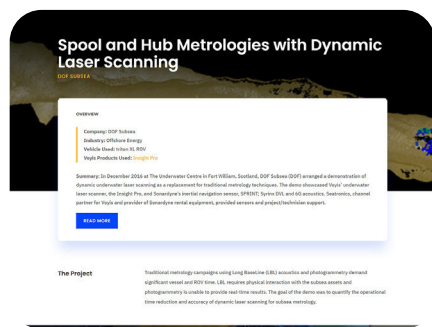 Spool and Hub Metrologies with Dynamic
Laser Scanning
DOF SUBSEA
OVERVIEW
Company: DOF Subsea
Industry: Offshore Energy
Vehicle Used: triton XL ROV
Voyis Products Used: Insight Pro
Summary: In December 2016 at The Underwater Centre in Fort William, Scotland, DOF Subsea (DOF) arranged a demonstration of
dynamic underwater laser scanning as a replacement for traditional metrology techniques. The demo showcased Voyis' underwater
laser scanner, the Insight Pro, and Sonardyne's inertial navigation sensor, SPRINT; Syrinx DVL and 6G acoustics. Seatronics, channel
partner for Voyis and provider of Sonardyne rental equipment, provided sensors and project/technician support.
READ MORE
The Project
Traditional metrology campaigns using Long BaseLine (LBL) acoustics and photogrammetry demand
significant vessel and ROV time. LBL requires physical interaction with the subsea assets and
photogrammetry is unable to provide real-time results. The goal of the demo was to quantify the operational
time reduction and accuracy of dynamic laser scanning for subsea metrology.